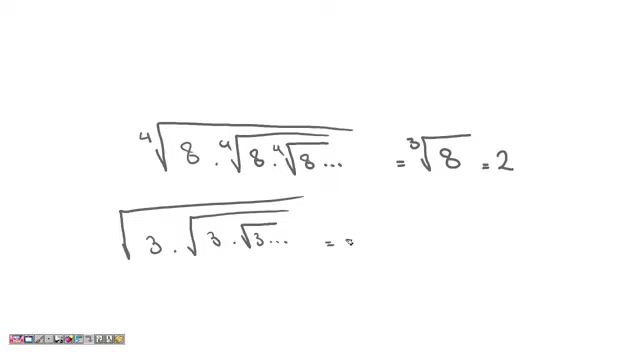 ⁴√(8 · ⁴√(8 · ⁴√8...)) = ³√8 = 2
√(3 · √(3 · √3...)) =